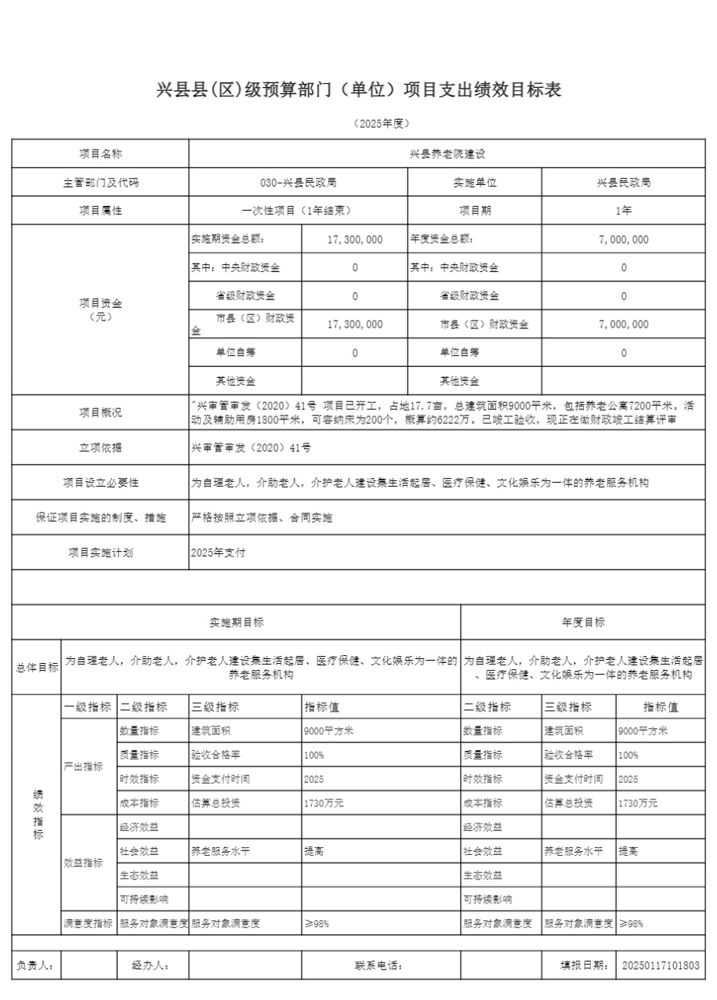 兴县县(区)级预算部门（单位）项目支出绩效目标表
（2025年度）
项目名称 兴县养老院建设
主管部门及代码 030-兴县民政局 实施单位 兴县民政局
项目属性 一次性项目（1年结束） 项目期 1年
项目资金
（元）
实施期资金总额： 17,300,000 年度资金总额： 7,000,000
其中：中央财政资金 0 其中：中央财政资金 0
省级财政资金 0 省级财政资金 0
市县（区）财政资
金 17,300,000 市县（区）财政资金 7,000,000
单位自筹 0 单位自筹 0
其他资金 其他资金
项目概况 "兴审管审发（2020）41号 项目已开工，占地17.7亩，总建筑面积9000平米，包括养老公寓7200平米。活
动及辅助用房1800平米，可容纳床为200个，概算约6222万。已竣工验收，现正在做财政竣工结算评审
立项依据 兴审管审发（2020）41号
项目设立必要性 为自理老人，介助老人，介护老人建设集生活起居、医疗保健、文化娱乐为一体的养老服务机构
保证项目实施的制度、措施 严格按照立项依据、合同实施
项目实施计划 2025年支付
实施期目标 年度目标
总体目标
为自理老人，介助老人，介护老人建设集生活起居、医疗保健、文化娱乐为一体的
养老服务机构
为自理老人，介助老人，介护老人建设集生活起居
、医疗保健、文化娱乐为一体的养老服务机构
绩
效
指
标
一级指标 二级指标 三级指标 指标值 二级指标 三级指标 指标值
产出指标
数量指标 建筑面积 9000平方米 数量指标 建筑面积 9000平方米
质量指标 验收合格率 100% 质量指标 验收合格率 100%
时效指标 资金支付时间 2025 时效指标 资金支付时间 2025
成本指标 估算总投资 1730万元 成本指标 估算总投资 1730万元
效益指标
经济效益 经济效益
社会效益 养老服务水平 提高 社会效益 养老服务水平 提高
生态效益 生态效益
可持续影响 可持续影响
满意度指标 服务对象满意度 服务对象满意度 ≥98% 服务对象满意度 服务对象满意度 ≥98%
负责人： 经办人： 联系电话： 填报日期： 20250117101803